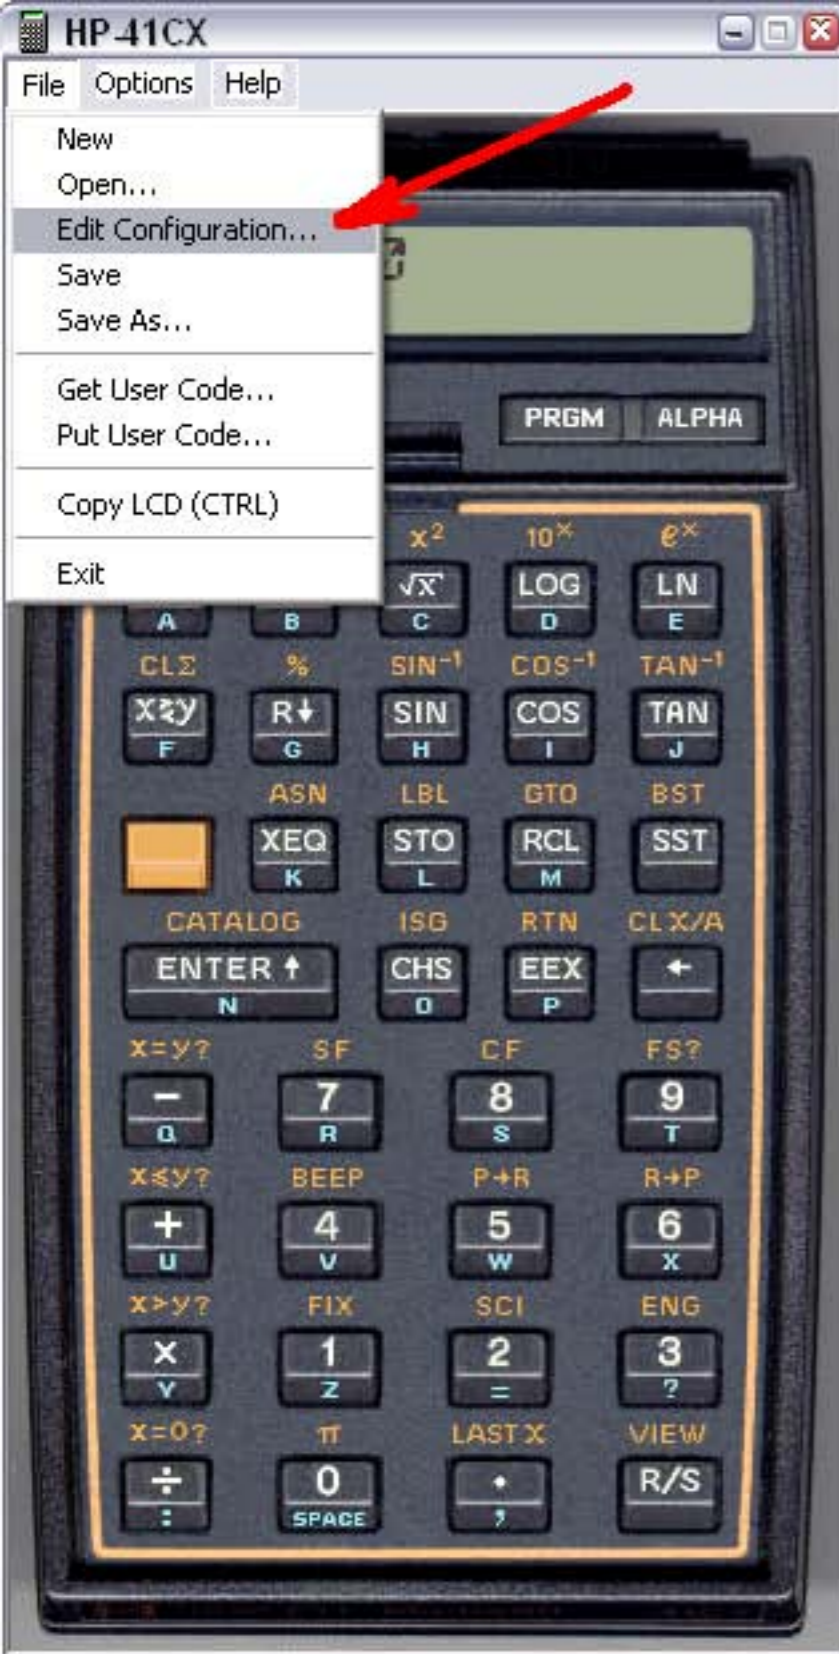 HP-41CX
File Options Help
New
Open...
Edit Configuration...
Save
Save As...
Get User Code...
Put User Code...
Copy LCD (CTRL)
Exit
PRGM ALPHA
x² 10ˣ eˣ
√x LOG LN
A B C D E
CLΣ % SIN⁻¹ COS⁻¹ TAN⁻¹
X≷Y R↓ SIN COS TAN
F G H I J
ASN LBL GTO BST
XEQ STO RCL SST
K L M
CATALOG ISG RTN CLX/A
ENTER↑ CHS EEX ←
N O P
X=Y? SF CF FS?
− 7 8 9
Q R S T
X≤Y? BEEP P→R R→P
+ 4 5 6
U V W X
X>Y? FIX SCI ENG
× 1 2 3
Y Z = ?
X=0? π LAST X VIEW
÷ 0 . R/S
: SPACE ,